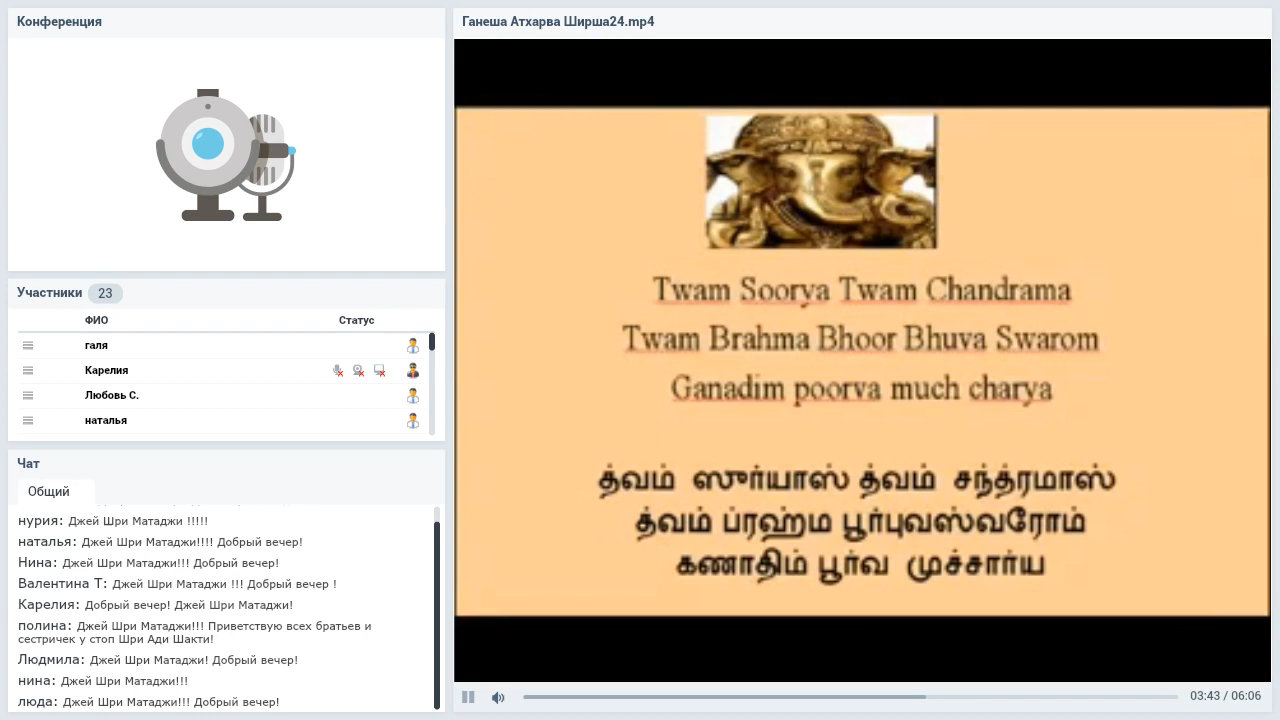 Конференция
Участники 23
ФИО Статус
галя
Карелия
Любовь С.
наталья
Чат
Общий
нурия: Джей Шри Матаджи !!!!!
наталья: Джей Шри Матаджи!!!! Добрый вечер!
Нина: Джей Шри Матаджи!!! Добрый вечер!
Валентина Т: Джей Шри Матаджи !!! Добрый вечер !
Карелия: Добрый вечер! Джей Шри Матаджи!
полина: Джей Шри Матаджи!!! Приветствую всех братьев и
сестричек у стоп Шри Ади Шакти!
Людмила: Джей Шри Матаджи! Добрый вечер!
нина: Джей Шри Матаджи!!!
люда: Джей Шри Матаджи!!! Добрый вечер!
Ганеша Атхарва Ширша24.mp4
Twam Soorya Twam Chandrama
Twam Brahma Bhoor Bhuva Swarom
Ganadim poorva much charya
த்வம் ஸுர்யாஸ் த்வம் சந்த்ரமாஸ்
த்வம் ப்ரஹ்ம பூர்புவஸ்வரோம்
கணாதிம் பூர்வ முச்சார்ய
03:43 / 06:06